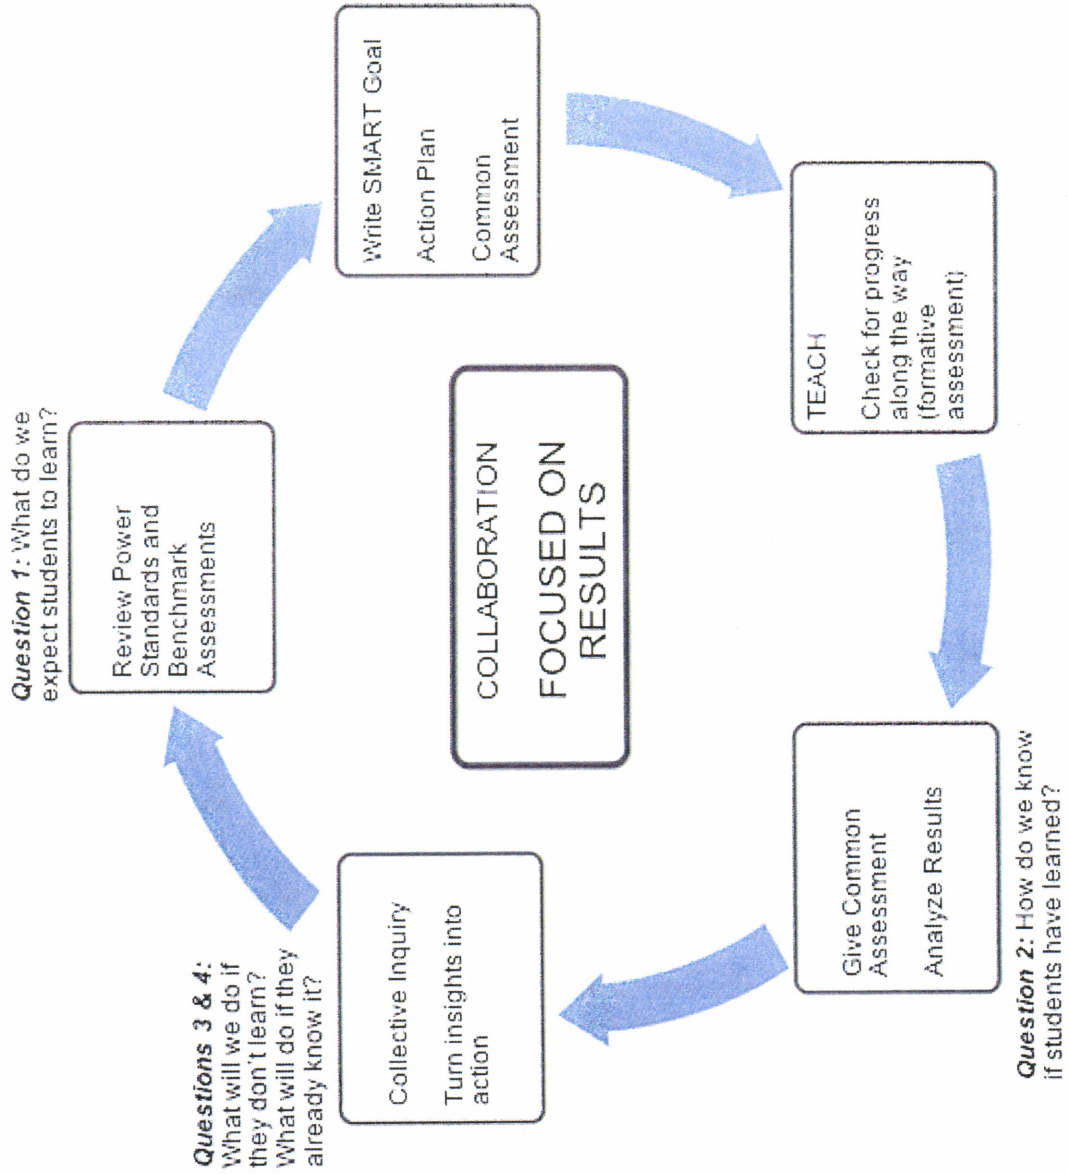 Question 1: What do we
expect students to learn?
Review Power
Standards and
Benchmark
Assessments
Write SMART Goal
Action Plan
Common
Assessment
TEACH
Check for progress
along the way
(formative
assessment)
Give Common
Assessment
Analyze Results
Question 2: How do we know
if students have learned?
Questions 3 & 4:
What will we do if
they don't learn?
What will do if they
already know it?
Collective Inquiry
Turn insights into
action
COLLABORATION
FOCUSED ON
RESULTS